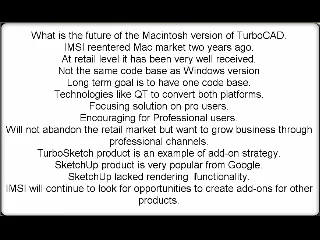 What is the future of the Macintosh version of TurboCAD.
IMSI reentered Mac market two years ago.
At retail level it has been very well received.
Not the same code base as Windows version
Long term goal is to have one code base.
Technologies like QT to convert both platforms.
Focusing solution on pro users.
Encouraging for Professional users.
Will not abandon the retail market but want to grow business through
professional channels.
TurboSketch product is an example of add-on strategy.
SketchUp product is very popular from Google.
SketchUp lacked rendering  functionality.
IMSI will continue to look for opportunities to create add-ons for other
products.